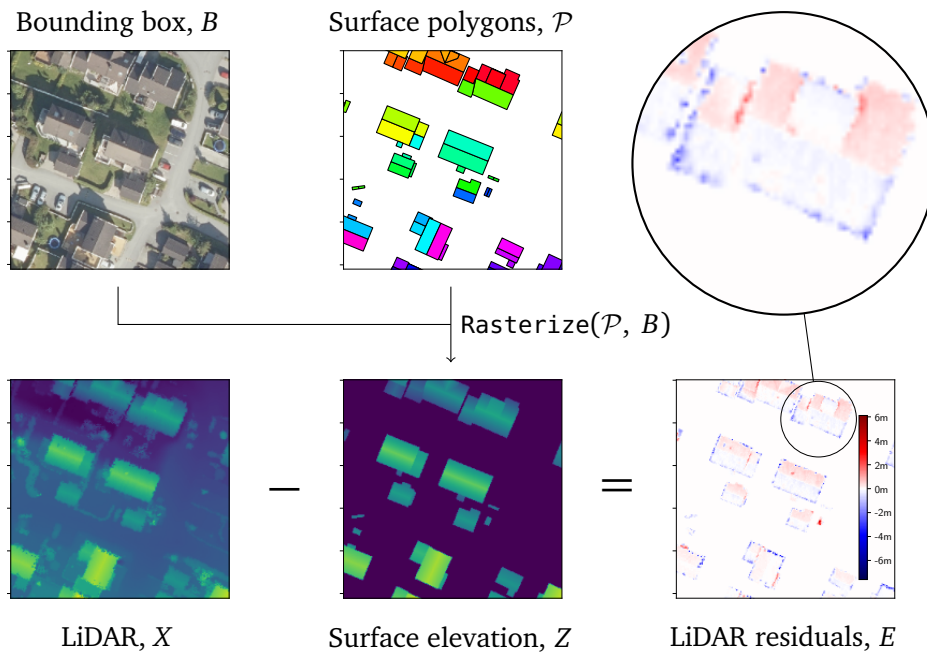 Bounding box, B
Surface polygons, 𝒫
Rasterize(𝒫, B)
−
=
6m
4m
2m
0m
-2m
-4m
-6m
LiDAR, X
Surface elevation, Z
LiDAR residuals, E